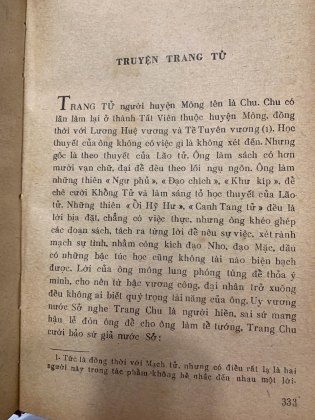 TRUYỆN TRANG TỬ
TRANG TỬ người huyện Mông tên là Chu. Chu có
lần làm lại ở thành Tất Viên thuộc huyện Mông, đồng
thời với Lương Huệ vương và Tề Tuyên vương (1). Học
thuyết của ông không có việc gì là không xét đến. Nhưng
gốc là theo thuyết của Lão tử. Ông làm sách có hơn
mười vạn chữ, đại để đều theo lối ngụ ngôn. Ông làm
những thiên « Ngư phủ », « Đạo chích », « Khư kiệp », để
chê cười Khổng Tử và làm sáng tỏ học thuyết của Lão
tử. Những thiên « Ôi Hỹ Hư », « Canh Tang tử » đều là
lời bịa đặt, chẳng có việc thực, nhưng ông khéo ghép
các đoạn sách, tách ra từng lời để nêu sự việc, xét rành
mạch sự tình, nhằm công kích đạo Nho, đạo Mặc, dầu
có những bậc túc học cũng không tài nào biện bạch
được. Lời của ông mông lung phóng túng để thỏa ý
mình, cho nên từ bậc vương công, đại nhân trở xuống
đều không ai biết quý trọng tài năng của ông. Uy vương
nước Sở nghe Trang Chu là người hiền, sai sứ mang
hậu lễ đón ông để cho ông làm tể tướng, Trang Chu
cười bảo sứ giả nước Sở:
1- Tức là đồng thời với Mạch tử, nhưng có điều rất lạ là hai
người này trong tác phẩm không hề nhắc đến nhau một lời.
333